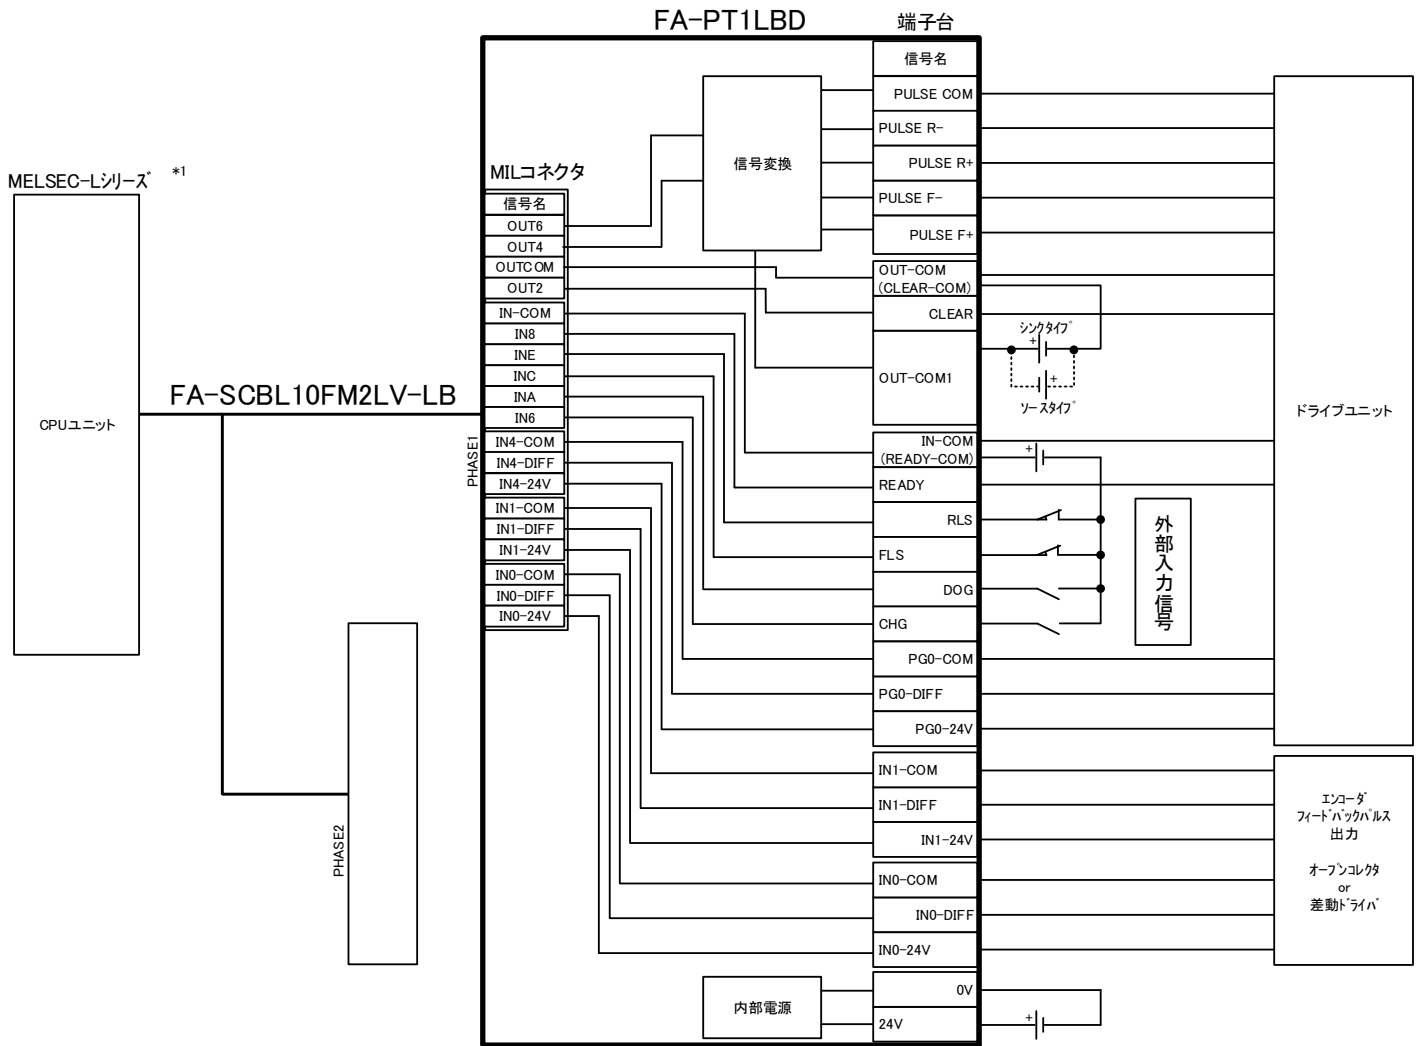 FA-PT1LBD
端子台
信号名
PULSE COM
PULSE R-
PULSE R+
PULSE F-
PULSE F+
OUT-COM
(CLEAR-COM)
CLEAR
OUT-COM1
IN-COM
(READY-COM)
READY
RLS
FLS
DOG
CHG
PG0-COM
PG0-DIFF
PG0-24V
IN1-COM
IN1-DIFF
IN1-24V
IN0-COM
IN0-DIFF
IN0-24V
0V
24V
信号変換
内部電源
MILコネクタ
信号名
OUT6
OUT4
OUTCOM
OUT2
IN-COM
IN8
INE
INC
INA
IN6
IN4-COM
IN4-DIFF
IN4-24V
IN1-COM
IN1-DIFF
IN1-24V
IN0-COM
IN0-DIFF
IN0-24V
PHASE1
MELSEC-Lシリーズ *1
CPUユニット
FA-SCBL10FM2LV-LB
PHASE2
シンクタイプ
+
+
ソースタイプ
+
外部入力信号
+
ドライブユニット
エンコーダ
フィードバックパルス
出力
オープンコレクタ
or
差動ドライバ